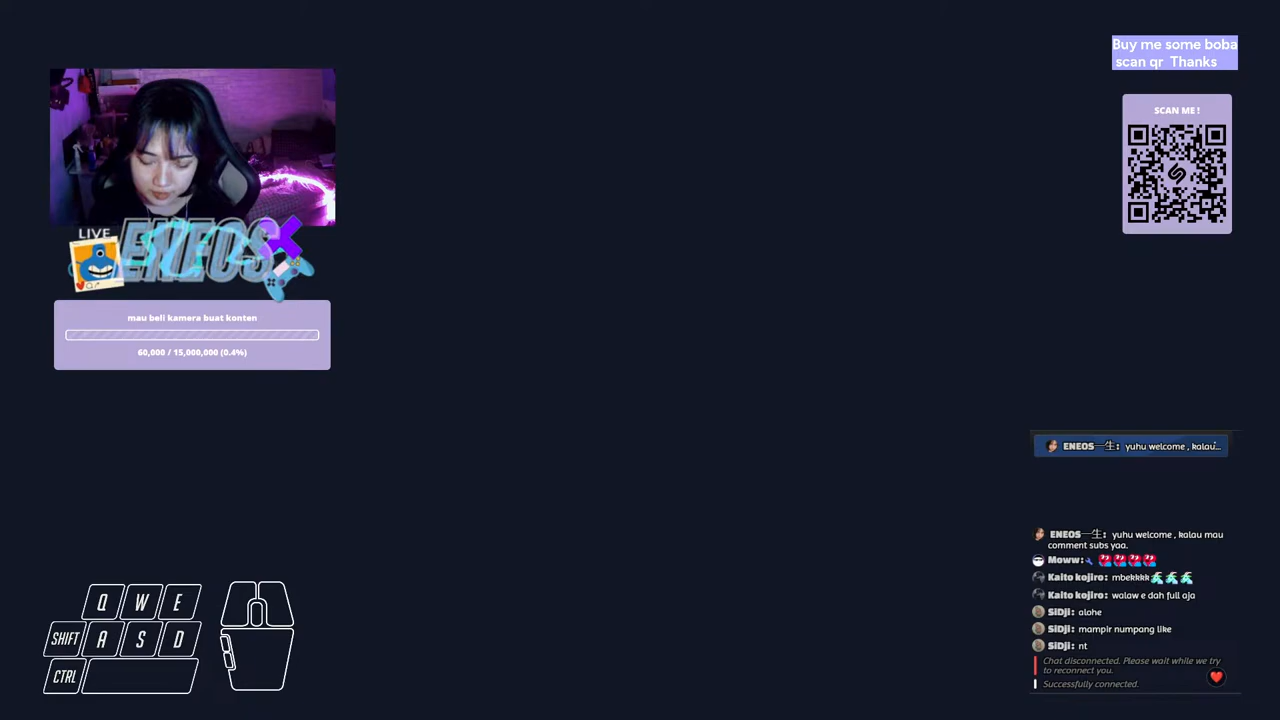 Buy me some boba
scan qr Thanks
SCAN ME !
LIVE
ENEOS
mau beli kamera buat konten
60,000 / 15,000,000 (0.4%)
ENEOS一生: yuhu welcome , kalau...
ENEOS一生: yuhu welcome , kalau mau
comment subs yaa.
Moww:
Kaito kojiro: mbekkkk
Kaito kojiro: walaw e dah full aja
SiDji: alohe
SiDji: mampir numpang like
SiDji: nt
Chat disconnected. Please wait while we try
to reconnect you.
Successfully connected.
Q W E
SHIFT A S D
CTRL